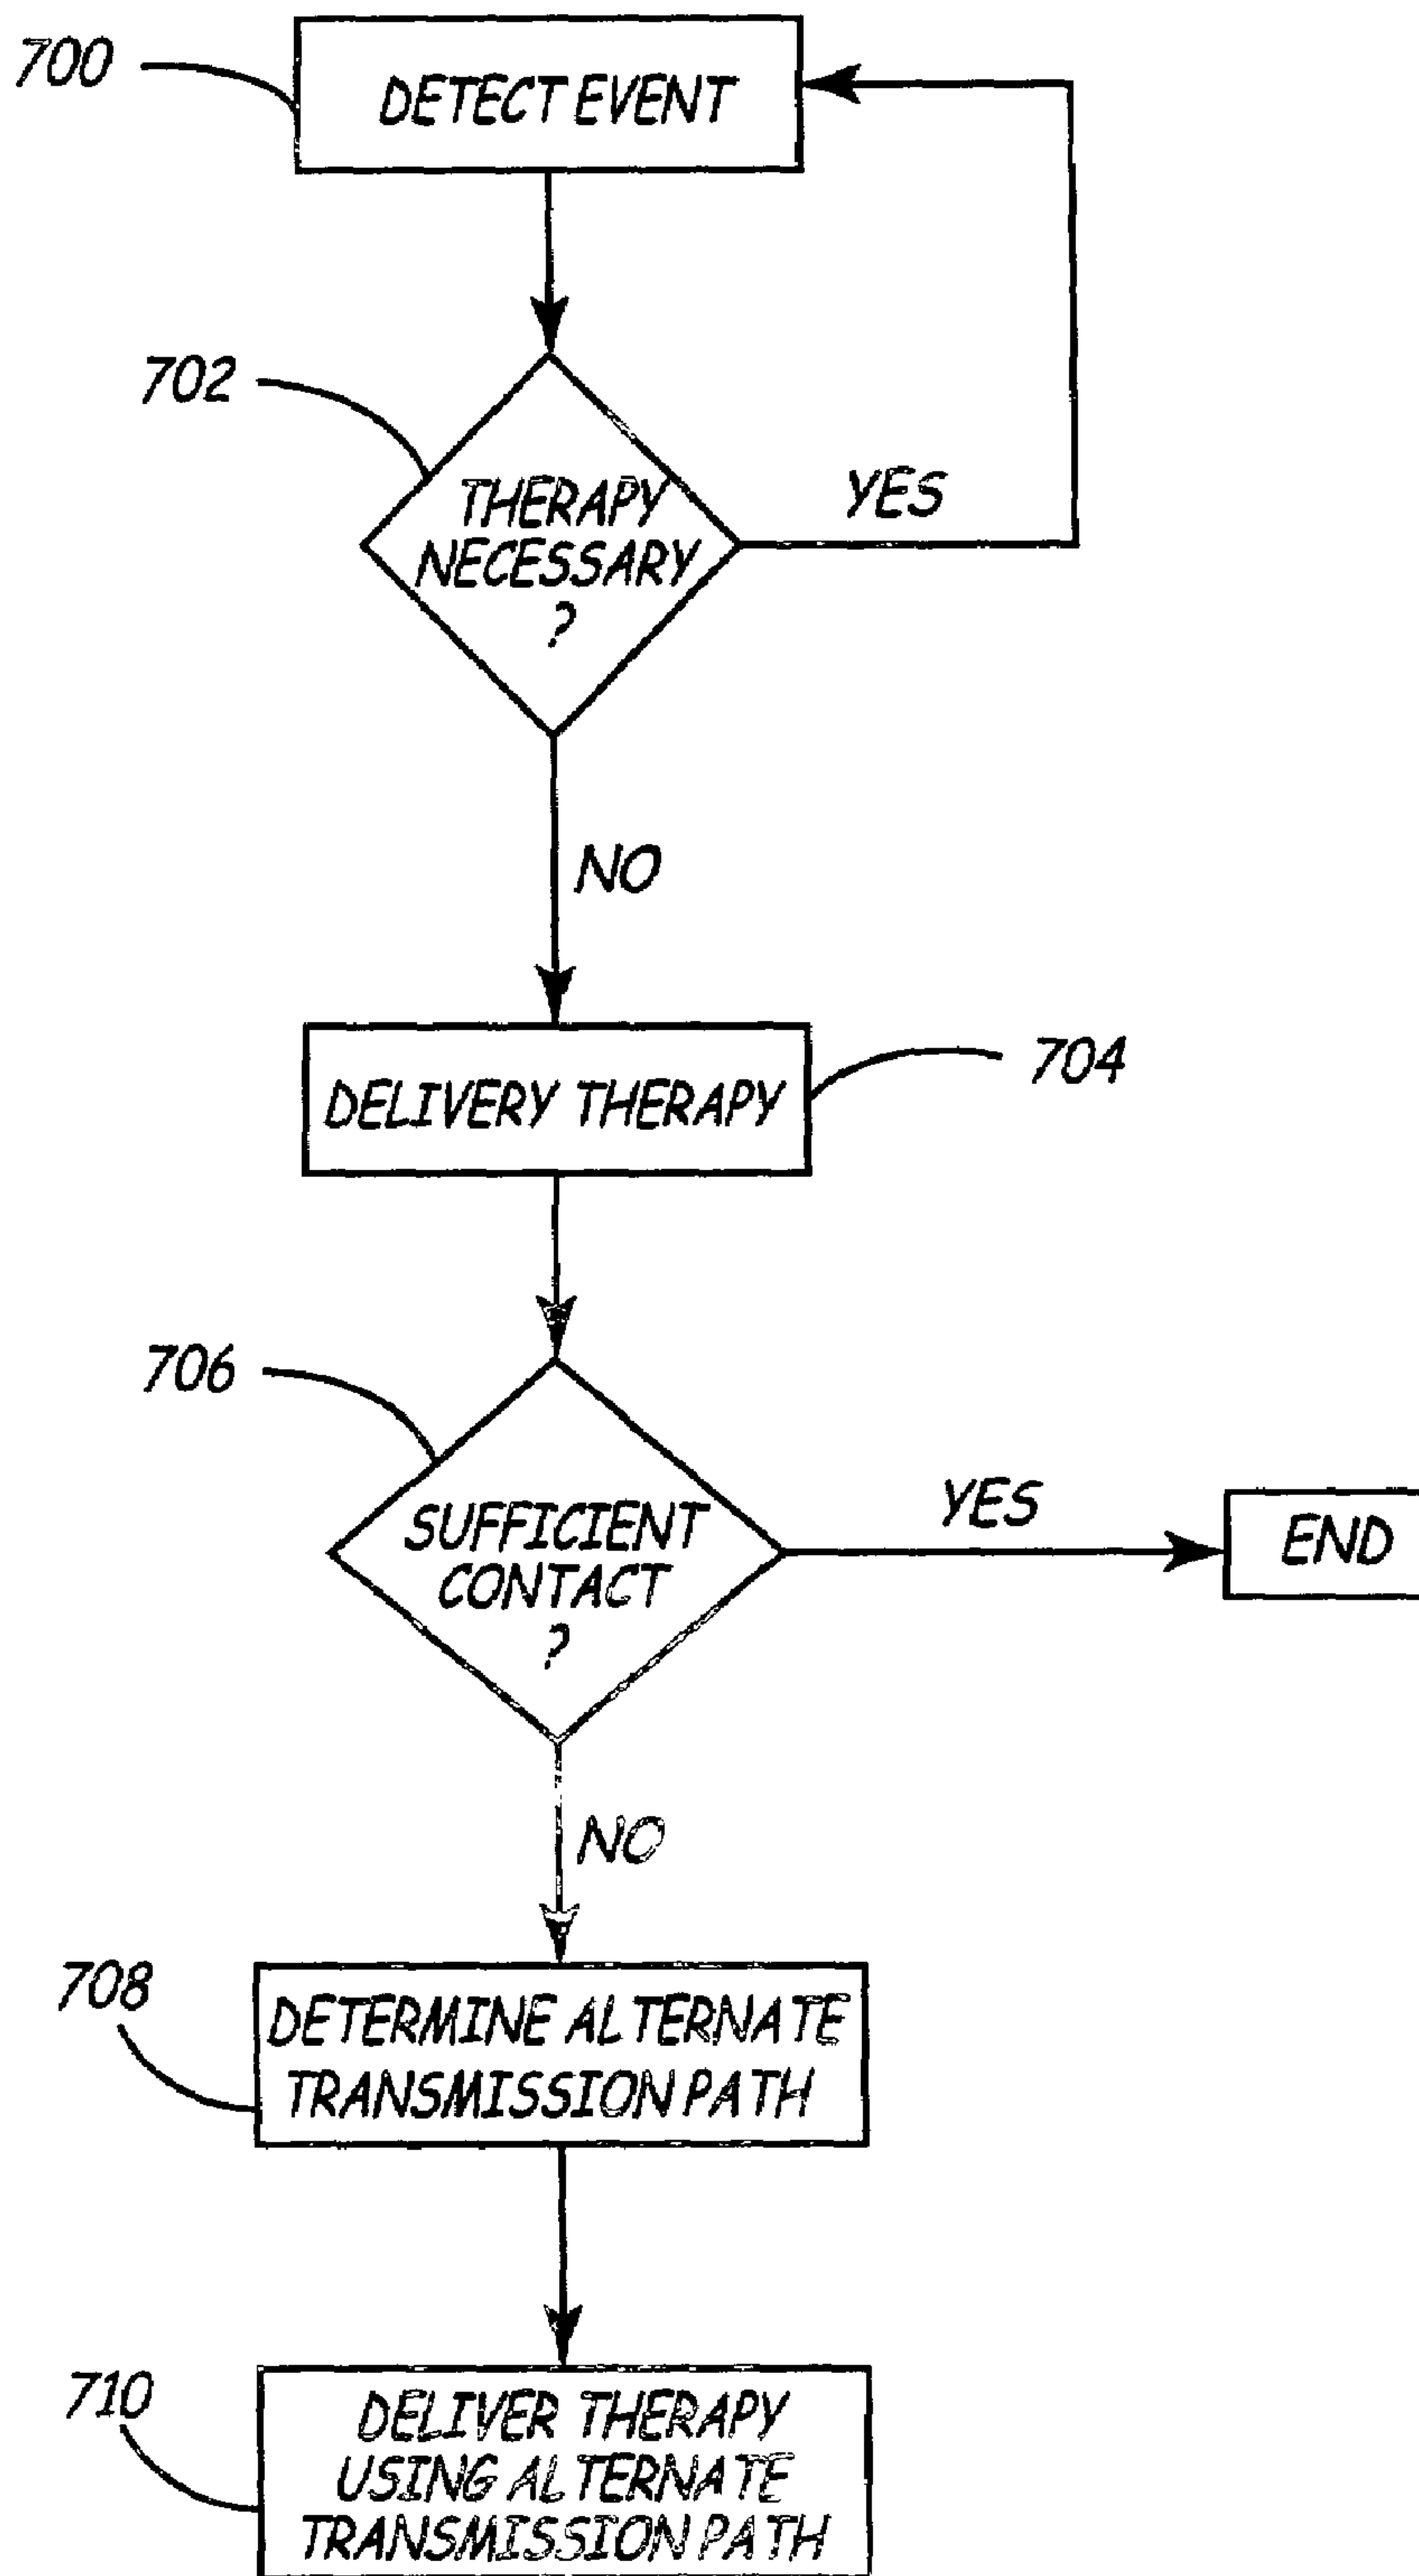 700
DETECT EVENT
702
THERAPY
NECESSARY
?
YES
NO
DELIVERY THERAPY
704
706
SUFFICIENT
CONTACT
?
YES
END
NO
708
DETERMINE ALTERNATE
TRANSMISSION PATH
710
DELIVER THERAPY
USING ALTERNATE
TRANSMISSION PATH